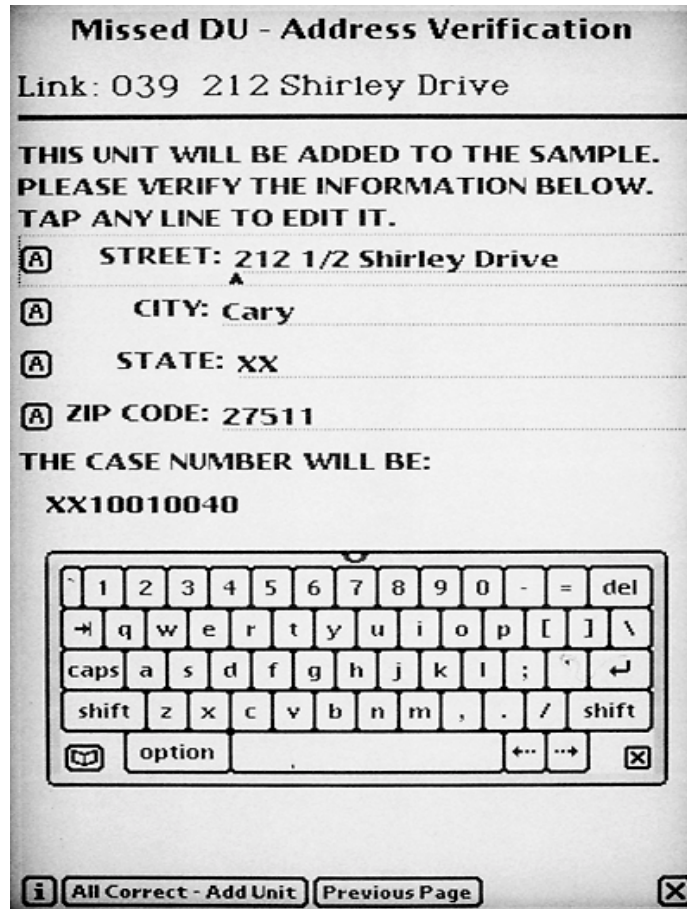 Missed DU - Address Verification
Link: 039 212 Shirley Drive
THIS UNIT WILL BE ADDED TO THE SAMPLE.
PLEASE VERIFY THE INFORMATION BELOW.
TAP ANY LINE TO EDIT IT.
A STREET: 212 1/2 Shirley Drive
A CITY: Cary
A STATE: XX
A ZIP CODE: 27511
THE CASE NUMBER WILL BE:
XX10010040
` 1 2 3 4 5 6 7 8 9 0 - = del
q w e r t y u i o p [ ] \
caps a s d f g h j k l ; '
shift z x c v b n m , . / shift
option
i All Correct - Add Unit Previous Page X